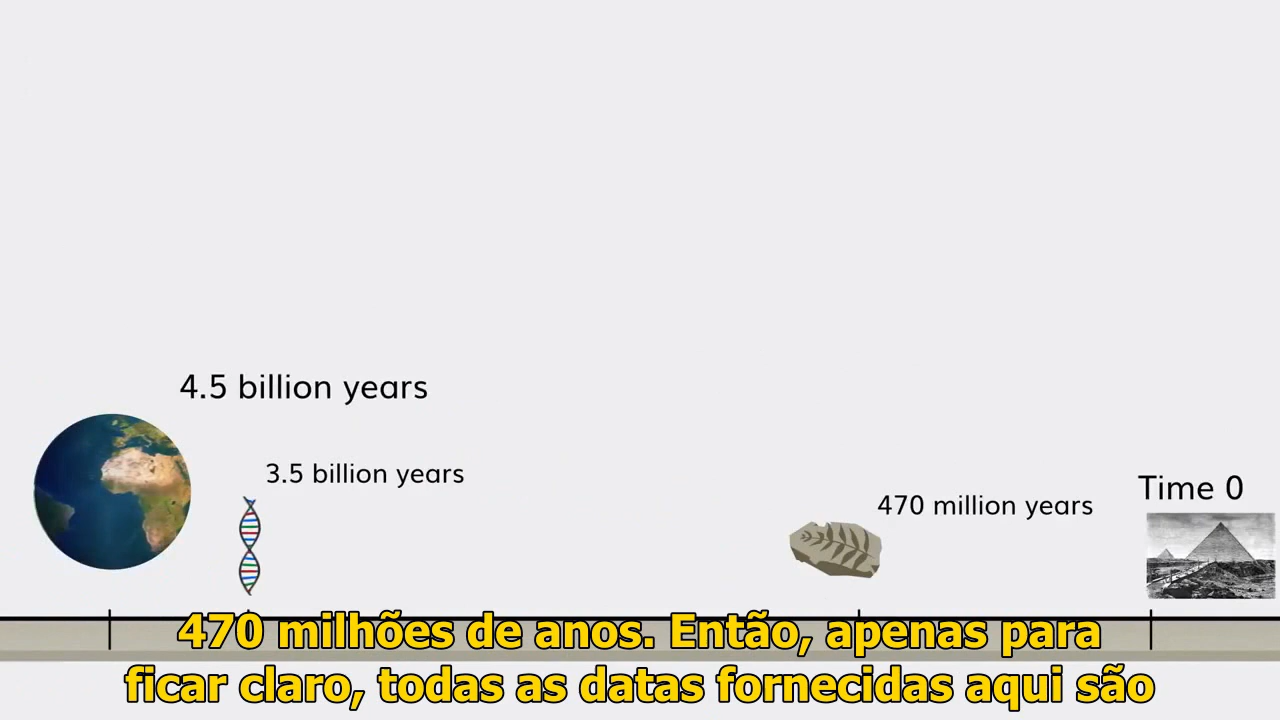 4.5 billion years
3.5 billion years
470 million years
Time 0
470 milhões de anos. Então, apenas para
ficar claro, todas as datas fornecidas aqui são